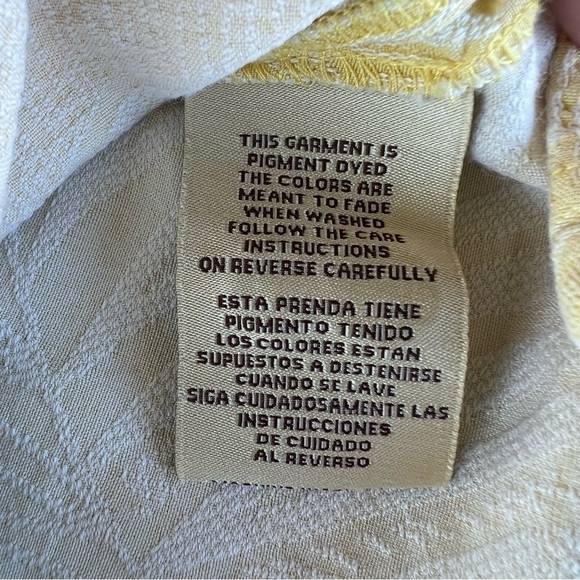 THIS GARMENT IS
PIGMENT DYED
THE COLORS ARE
MEANT TO FADE
WHEN WASHED
FOLLOW THE CARE
INSTRUCTIONS
ON REVERSE CAREFULLY
ESTA PRENDA TIENE
PIGMENTO TENIDO
LOS COLORES ESTAN
SUPUESTOS A DESTENIRSE
CUANDO SE LAVE
SIGA CUIDADOSAMENTE LAS
INSTRUCCIONES
DE CUIDADO
AL REVERSO